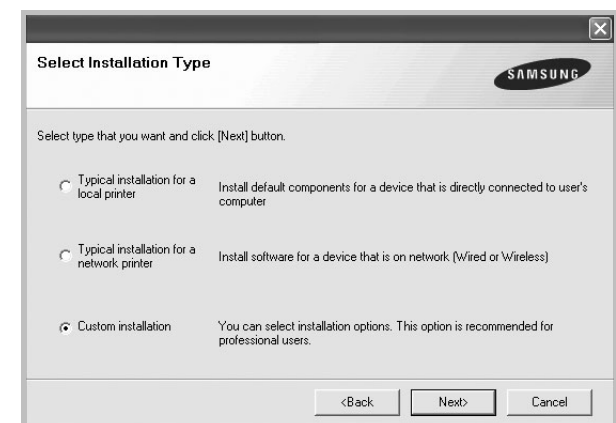 Select Installation Type
SAMSUNG
Select type that you want and click [Next] button.
Typical installation for a
local printer
Install default components for a device that is directly connected to user's
computer
Typical installation for a
network printer
Install software for a device that is on network (Wired or Wireless)
Custom installation
You can select installation options. This option is recommended for
professional users.
<Back
Next>
Cancel